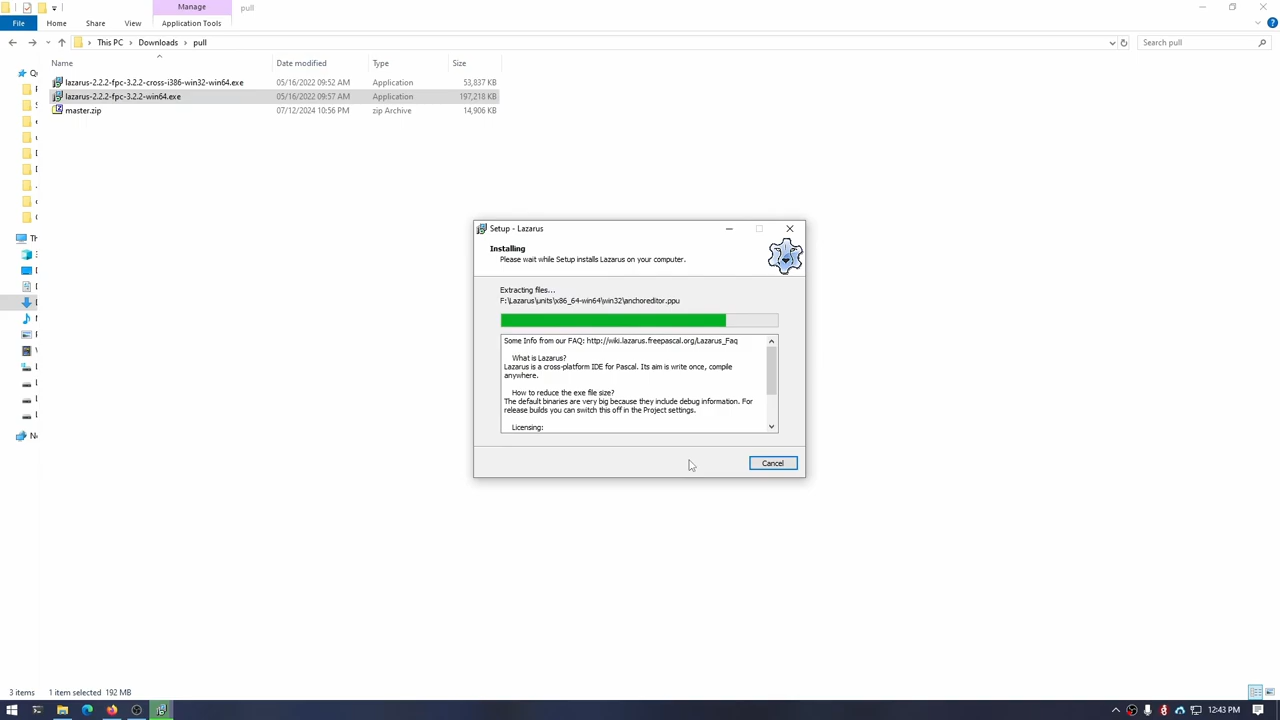 Manage
pull
File
Home
Share
View
Application Tools
This PC
Downloads
pull
Search pull
Name
Date modified
Type
Size
lazarus-2.2.2-fpc-3.2.2-cross-i386-win32-win64.exe
05/16/2022 09:52 AM
Application
53,837 KB
lazarus-2.2.2-fpc-3.2.2-win64.exe
05/16/2022 09:57 AM
Application
197,218 KB
master.zip
07/12/2024 10:56 PM
zip Archive
14,906 KB
Setup - Lazarus
Installing
Please wait while Setup installs Lazarus on your computer.
Extracting files...
F:\Lazarus\units\x86_64-win64\win32\anchoreditor.ppu
Some Info from our FAQ: http://wiki.lazarus.freepascal.org/Lazarus_Faq
What is Lazarus?
Lazarus is a cross-platform IDE for Pascal. Its aim is write once, compile
anywhere.
How to reduce the exe file size?
The default binaries are very big because they include debug information. For
release builds you can switch this off in the Project settings.
Licensing:
Cancel
3 items
1 item selected 192 MB
12:43 PM